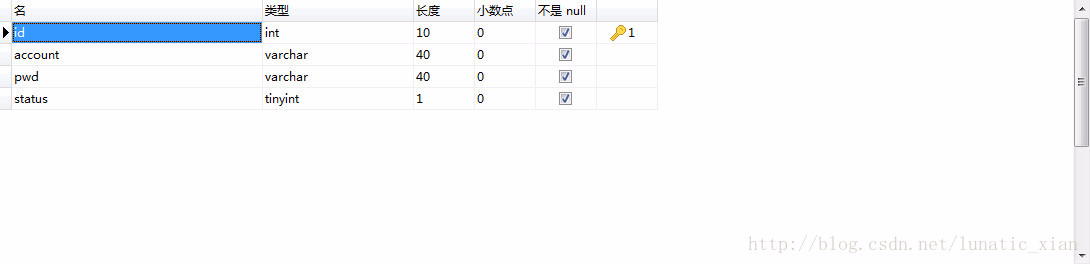 名 类型 长度 小数点 不是 null
id int 10 0 1
account varchar 40 0
pwd varchar 40 0
status tinyint 1 0
http://blog.csdn.net/lunatic_xian